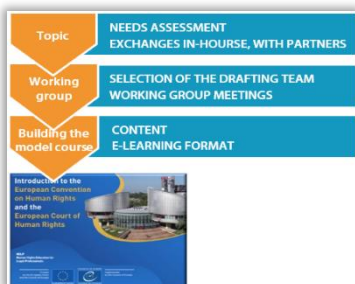 Topic
NEEDS ASSESSMENT
EXCHANGES IN-HOURSE, WITH PARTNERS
Working
group
SELECTION OF THE DRAFTING TEAM
WORKING GROUP MEETINGS
Building the
model course
CONTENT
E-LEARNING FORMAT
Introduction to the
European Convention
on Human Rights
and the
European Court of
Human Rights